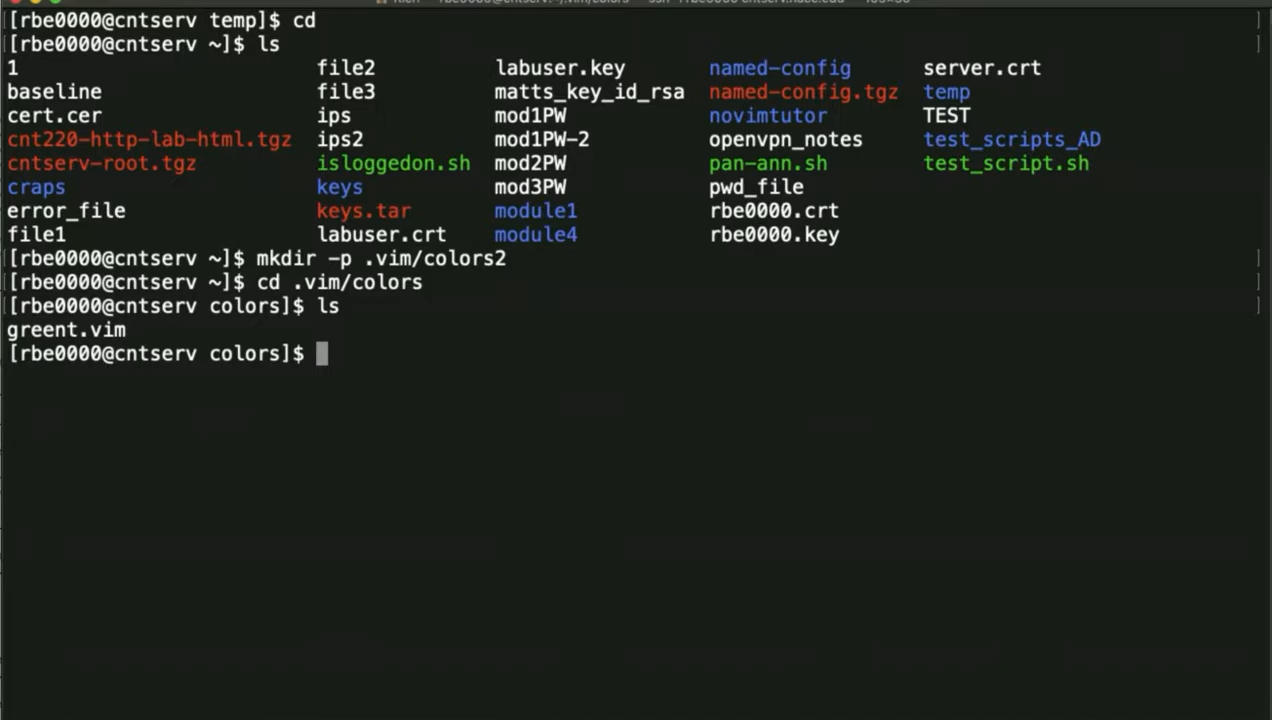 [rbe0000@cntserv temp]$ cd
[rbe0000@cntserv ~]$ ls
1 file2 labuser.key named-config server.crt
baseline file3 matts_key_id_rsa named-config.tgz temp
cert.cer ips mod1PW novimtutor TEST
cnt220-http-lab-html.tgz ips2 mod1PW-2 openvpn_notes test_scripts_AD
cntserv-root.tgz isloggedon.sh mod2PW pan-ann.sh test_script.sh
craps keys mod3PW pwd_file
error_file keys.tar module1 rbe0000.crt
file1 labuser.crt module4 rbe0000.key
[rbe0000@cntserv ~]$ mkdir -p .vim/colors2
[rbe0000@cntserv ~]$ cd .vim/colors
[rbe0000@cntserv colors]$ ls
greent.vim
[rbe0000@cntserv colors]$